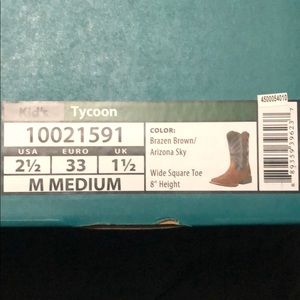 Kid's Tycoon
10021591
USA EURO UK
2½ 33 1½
M MEDIUM
COLOR:
Brazen Brown/
Arizona Sky
Wide Square Toe
8" Height
4500054010